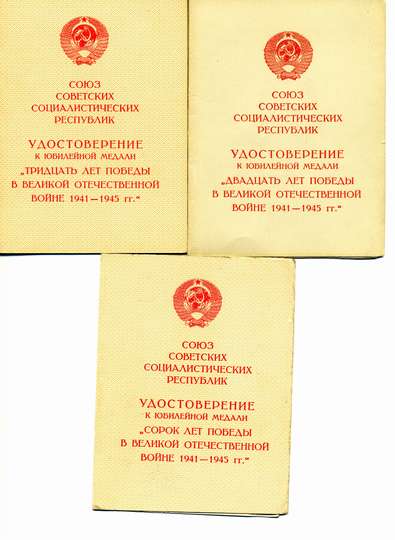 СОЮЗ
СОВЕТСКИХ
СОЦИАЛИСТИЧЕСКИХ
РЕСПУБЛИК
УДОСТОВЕРЕНИЕ
К ЮБИЛЕЙНОЙ МЕДАЛИ
„ТРИДЦАТЬ ЛЕТ ПОБЕДЫ
В ВЕЛИКОЙ ОТЕЧЕСТВЕННОЙ
ВОЙНЕ 1941—1945 гг.“
СОЮЗ
СОВЕТСКИХ
СОЦИАЛИСТИЧЕСКИХ
РЕСПУБЛИК
УДОСТОВЕРЕНИЕ
К ЮБИЛЕЙНОЙ МЕДАЛИ
„ДВАДЦАТЬ ЛЕТ ПОБЕДЫ
В ВЕЛИКОЙ ОТЕЧЕСТВЕННОЙ
ВОЙНЕ 1941—1945 гг.“
СОЮЗ
СОВЕТСКИХ
СОЦИАЛИСТИЧЕСКИХ
РЕСПУБЛИК
УДОСТОВЕРЕНИЕ
К ЮБИЛЕЙНОЙ МЕДАЛИ
„СОРОК ЛЕТ ПОБЕДЫ
В ВЕЛИКОЙ ОТЕЧЕСТВЕННОЙ
ВОЙНЕ 1941—1945 гг.“